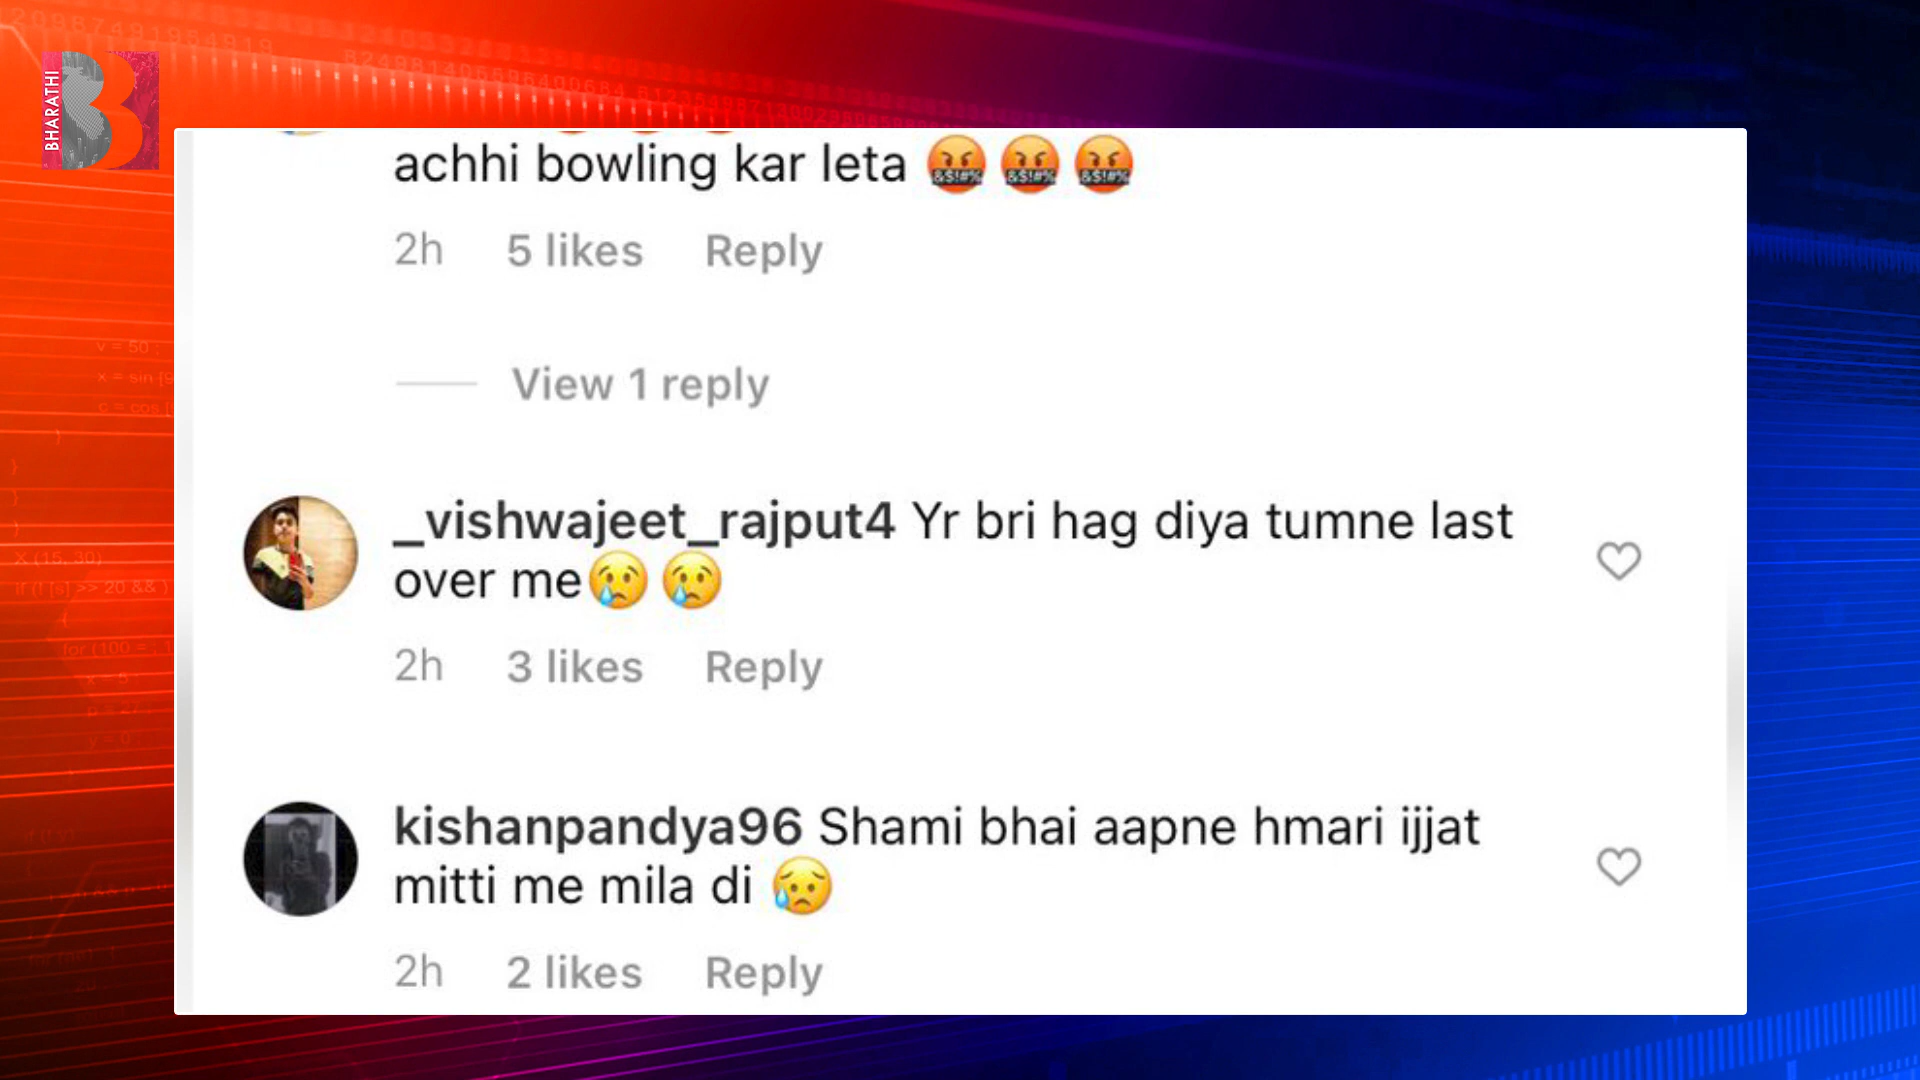 BHARATHI
achhi bowling kar leta 🤬 🤬 🤬
2h 5 likes Reply
View 1 reply
_vishwajeet_rajput4 Yr bri hag diya tumne last
over me😢 😢
2h 3 likes Reply
kishanpandya96 Shami bhai aapne hmari ijjat
mitti me mila di 😥
2h 2 likes Reply